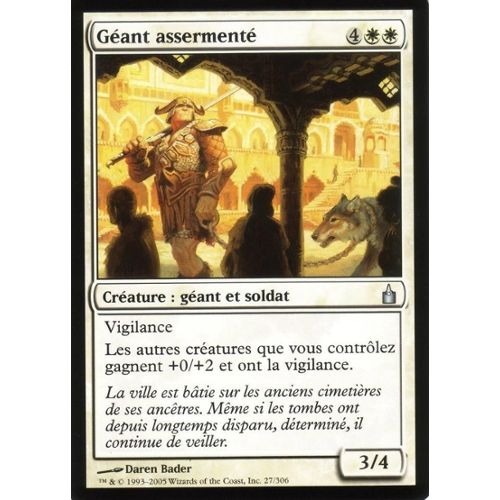 Géant assermenté 4
Créature : géant et soldat
Vigilance
Les autres créatures que vous contrôlez
gagnent +0/+2 et ont la vigilance.
La ville est bâtie sur les anciens cimetières
de ses ancêtres. Même si les tombes ont
depuis longtemps disparu, déterminé, il
continue de veiller.
Daren Bader
™ & © 1993–2005 Wizards of the Coast, Inc. 27/306
3/4